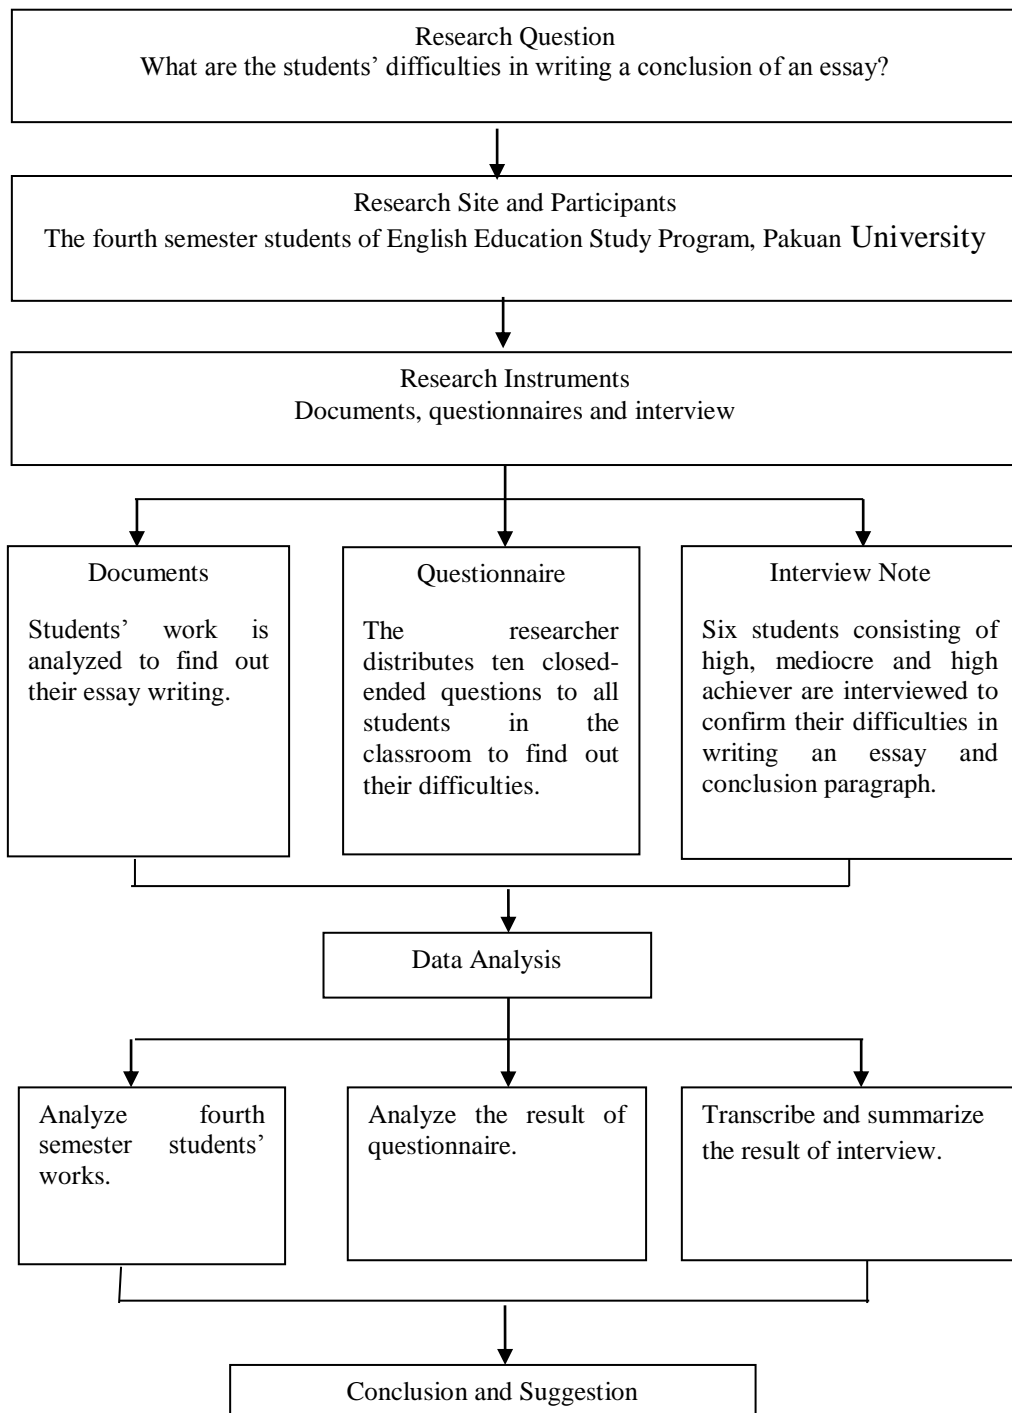 Research Question
What are the students’ difficulties in writing a conclusion of an essay?
Research Site and Participants
The fourth semester students of English Education Study Program, Pakuan University
Research Instruments
Documents, questionnaires and interview
Documents
Students’ work is
analyzed to find out
their essay writing.
Questionnaire
The researcher
distributes ten closed-
ended questions to all
students in the
classroom to find out
their difficulties.
Interview Note
Six students consisting of
high, mediocre and high
achiever are interviewed to
confirm their difficulties in
writing an essay and
conclusion paragraph.
Data Analysis
Analyze fourth
semester students’
works.
Analyze the result of
questionnaire.
Transcribe and summarize
the result of interview.
Conclusion and Suggestion